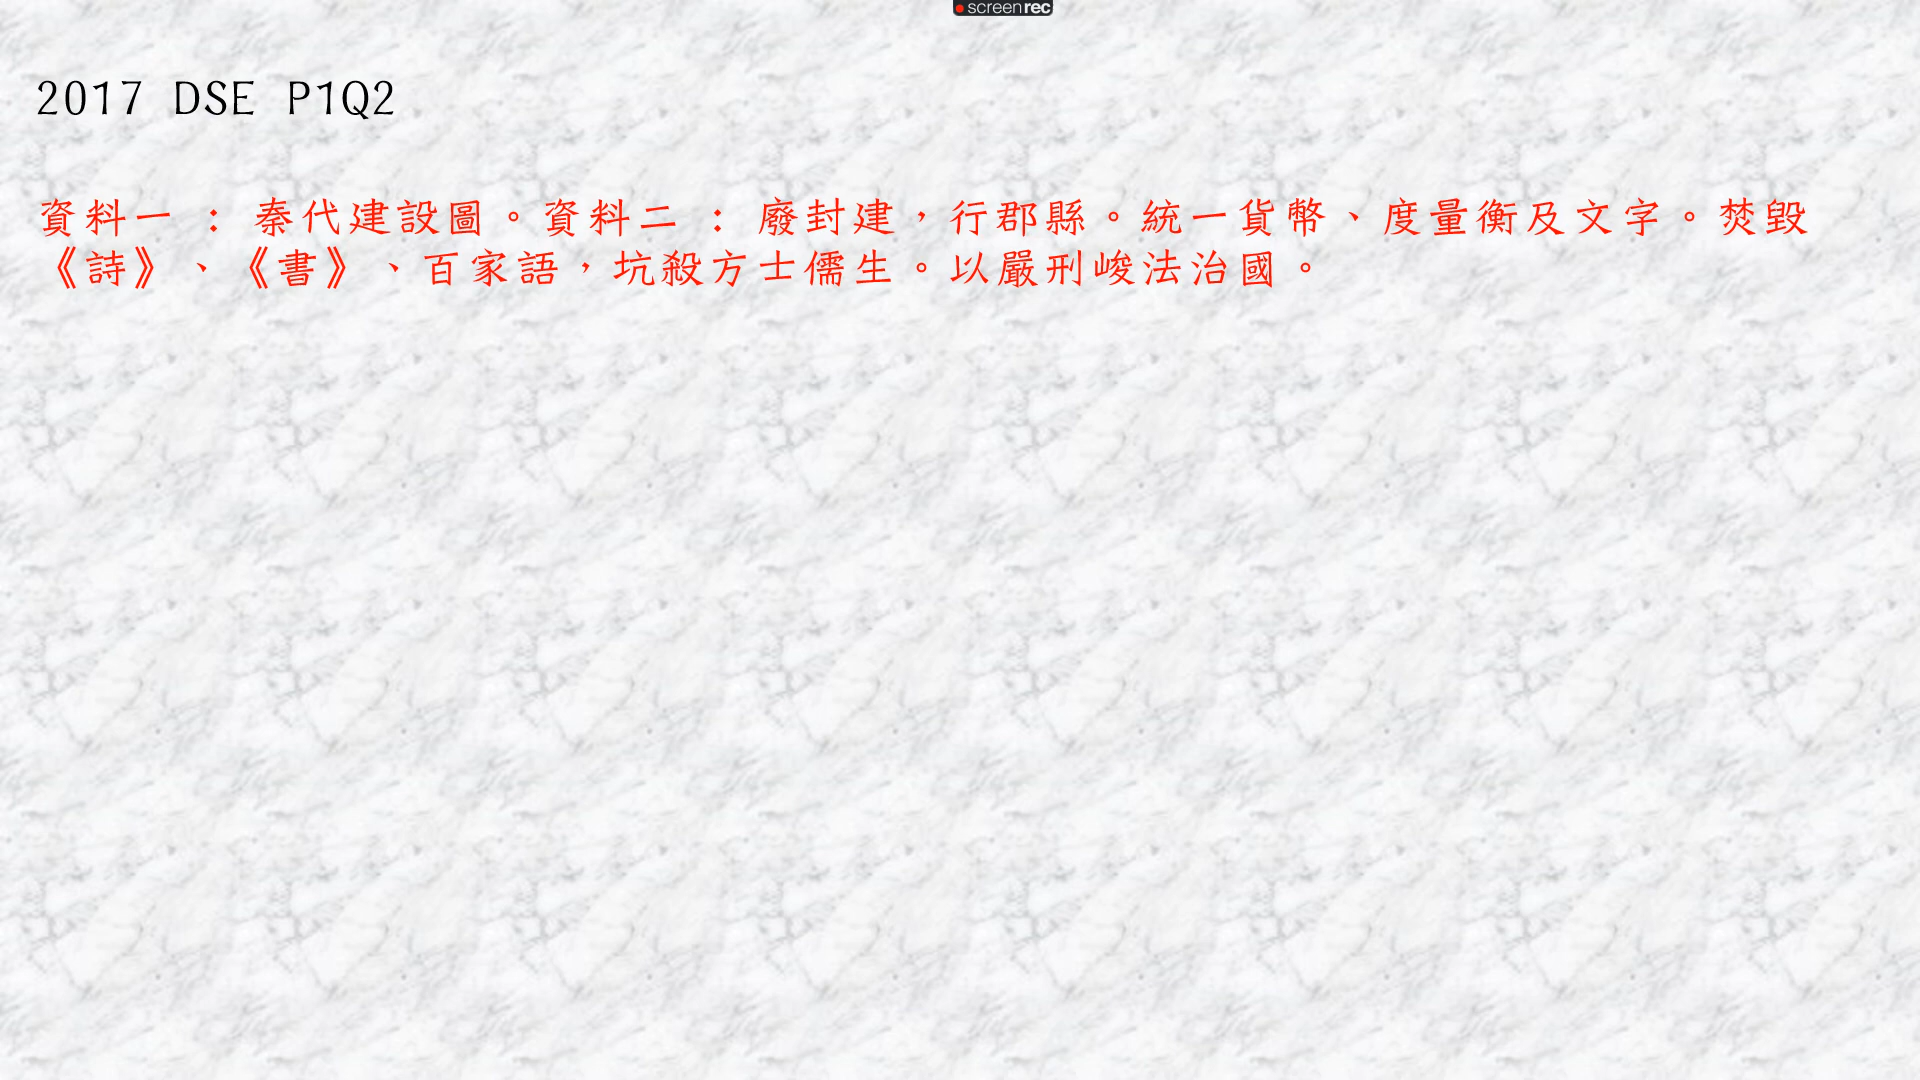 screenrec
2017 DSE P1Q2
資料一 : 秦代建設圖。資料二 : 廢封建，行郡縣。統一貨幣、度量衡及文字。焚毀
《詩》、《書》、百家語，坑殺方士儒生。以嚴刑峻法治國。